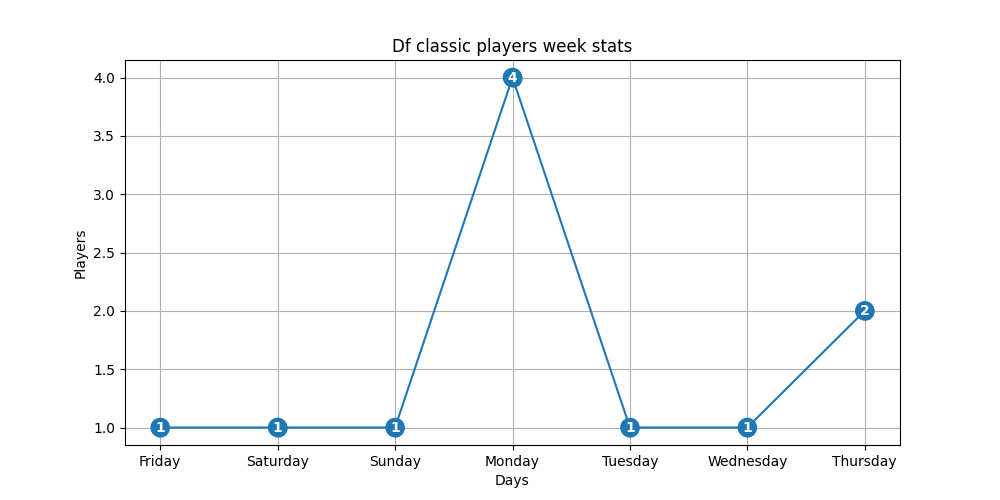 Df classic players week stats
4.0
3.5
3.0
2.5
2.0
1.5
1.0
Players
1 1 1 4 1 1 2
Friday Saturday Sunday Monday Tuesday Wednesday Thursday
Days